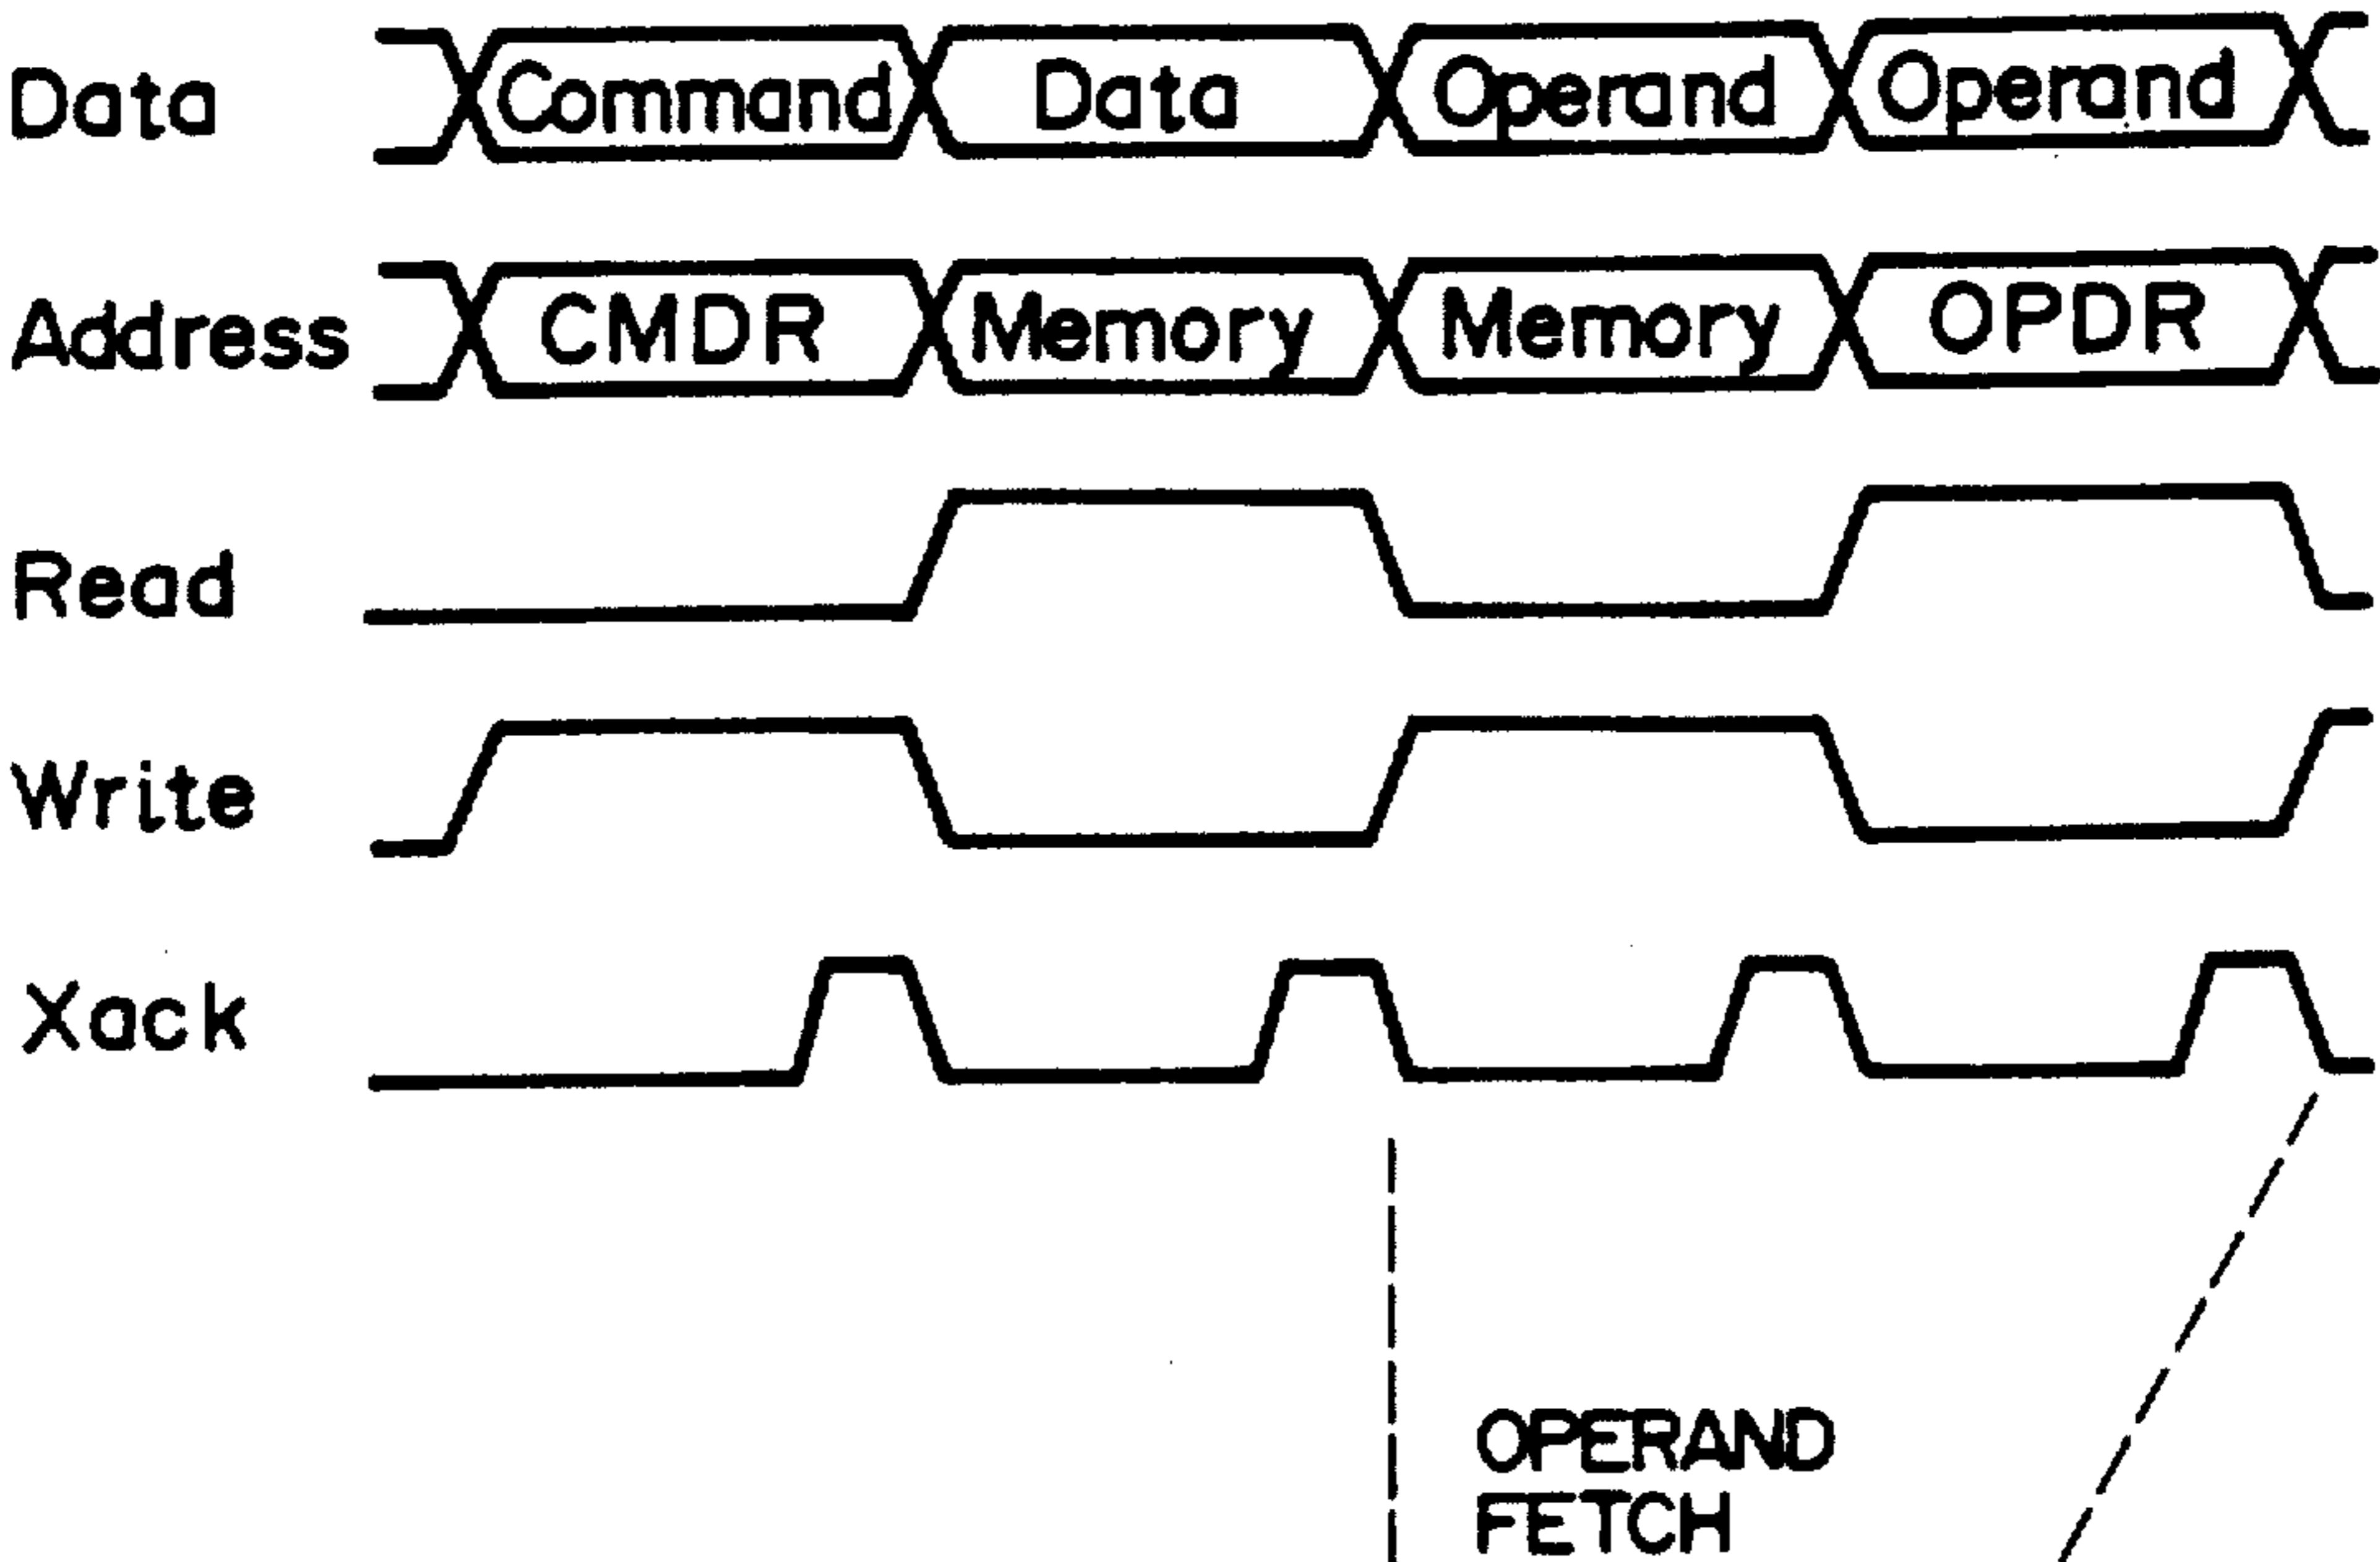 Data Command Data Operand Operand
Address CMDR Memory Memory OPDR
Read
Write
Xack
OPERAND
FETCH